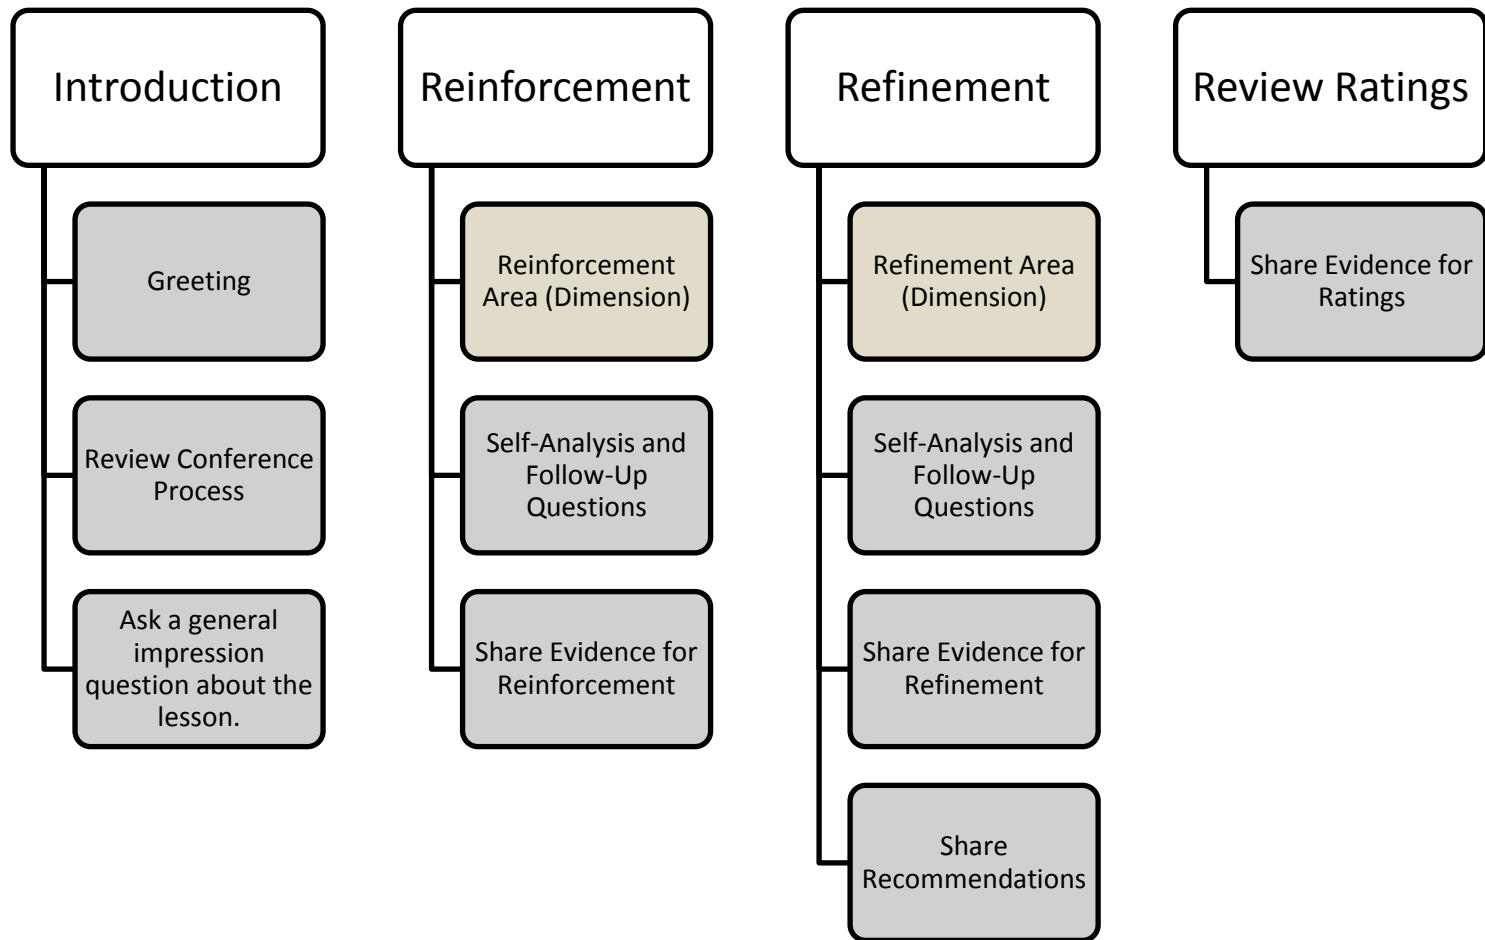 Introduction
Greeting
Review Conference
Process
Ask a general
impression
question about the
lesson.
Reinforcement
Reinforcement
Area (Dimension)
Self-Analysis and
Follow-Up
Questions
Share Evidence for
Reinforcement
Refinement
Refinement Area
(Dimension)
Self-Analysis and
Follow-Up
Questions
Share Evidence for
Refinement
Share
Recommendations
Review Ratings
Share Evidence for
Ratings